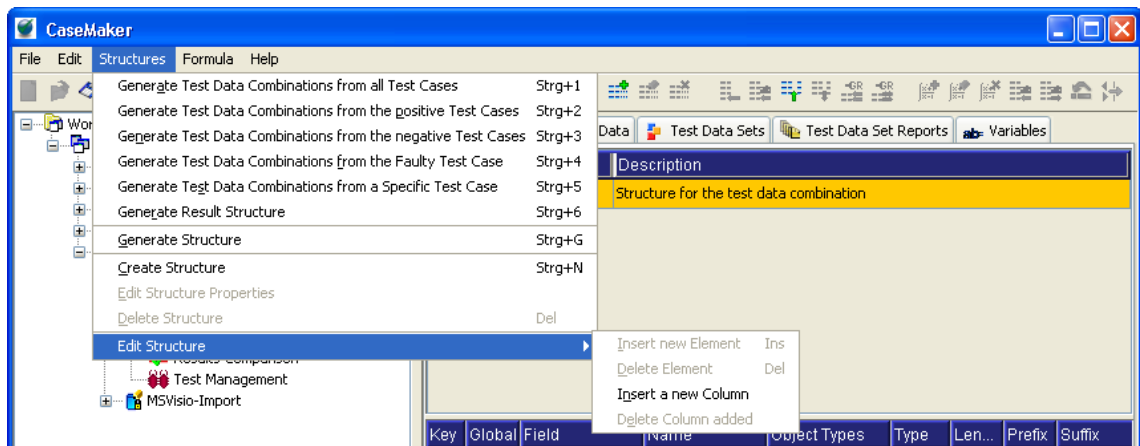 CaseMaker
File Edit Structures Formula Help
Generate Test Data Combinations from all Test Cases Strg+1
Generate Test Data Combinations from the positive Test Cases Strg+2
Generate Test Data Combinations from the negative Test Cases Strg+3
Generate Test Data Combinations from the Faulty Test Case Strg+4
Generate Test Data Combinations from a Specific Test Case Strg+5
Generate Result Structure Strg+6
Generate Structure Strg+G
Create Structure Strg+N
Edit Structure Properties
Delete Structure Del
Edit Structure
Insert new Element Ins
Delete Element Del
Insert a new Column
Delete Column added
Data Test Data Sets Test Data Set Reports ab= Variables
Description
Structure for the test data combination
Wor
Results Comparison
Test Management
MSVisio-Import
Key Global Field Name Object Types Type Len... Prefix Suffix